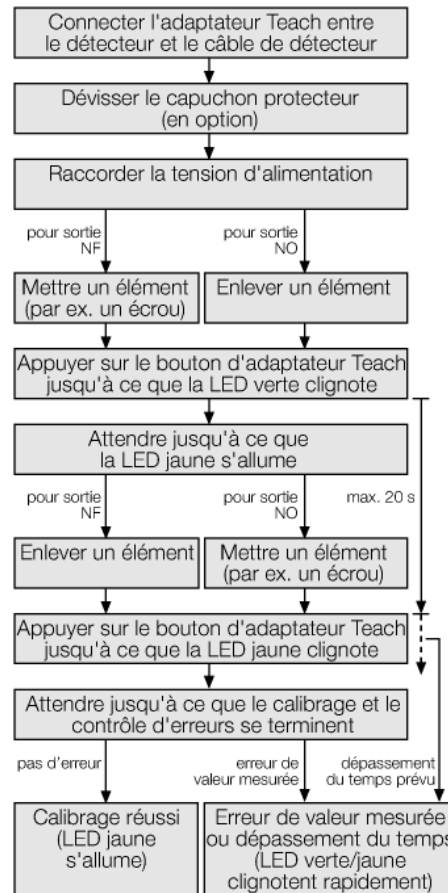 Connecter l'adaptateur Teach entre
le détecteur et le câble de détecteur
Dévisser le capuchon protecteur
(en option)
Raccorder la tension d'alimentation
pour sortie
NF
pour sortie
NO
Mettre un élément
(par ex. un écrou)
Enlever un élément
Appuyer sur le bouton d'adaptateur Teach
jusqu'à ce que la LED verte clignote
Attendre jusqu'à ce que
la LED jaune s'allume
pour sortie
NF
pour sortie
NO
max. 20 s
Enlever un élément
Mettre un élément
(par ex. un écrou)
Appuyer sur le bouton d'adaptateur Teach
jusqu'à ce que la LED jaune clignote
Attendre jusqu'à ce que le calibrage et le
contrôle d'erreurs se terminent
pas d'erreur
erreur de
valeur mesurée
dépassement
du temps prévu
Calibrage réussi
(LED jaune
s'allume)
Erreur de valeur mesurée
ou dépassement du temps
(LED verte/jaune
clignotent rapidement)